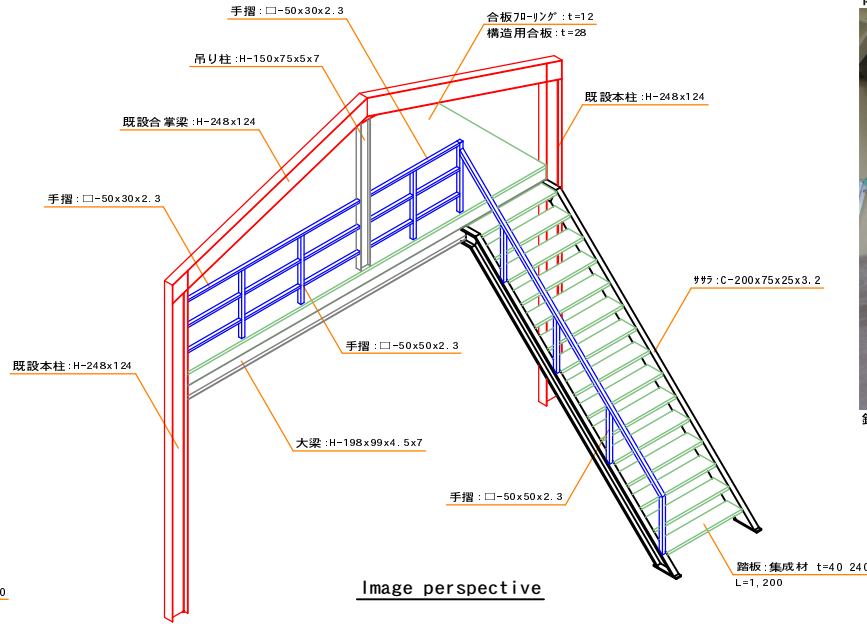 手摺:□-50x30x2.3
合板フローリング:t=12
構造用合板:t=28
吊り柱:H-150x75x5x7
既設本柱:H-248x124
既設合掌梁:H-248x124
手摺:□-50x30x2.3
ササラ:C-200x75x25x3.2
手摺:□-50x50x2.3
既設本柱:H-248x124
大梁:H-198x99x4.5x7
手摺:□-50x50x2.3
踏板:集成材 t=40 240
L=1,200
Image perspective
0